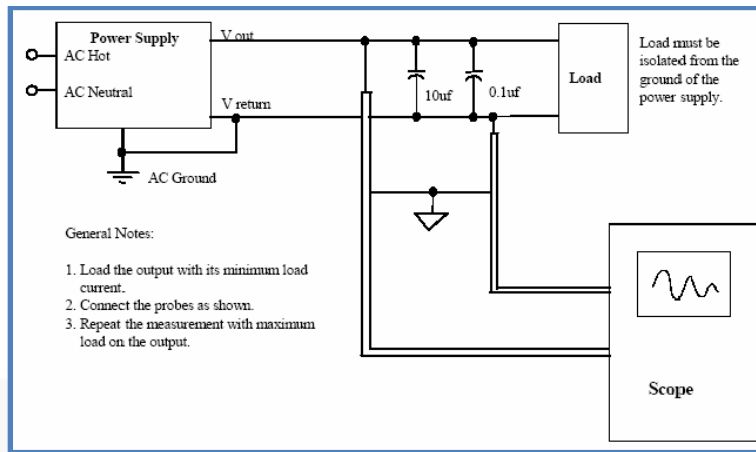 Power Supply
V out
AC Hot
AC Neutral
V return
10uf
0.1uf
Load
Load must be
isolated from the
ground of the
power supply.
AC Ground
General Notes:
1. Load the output with its minimum load
current.
2. Connect the probes as shown.
3. Repeat the measurement with maximum
load on the output.
Scope